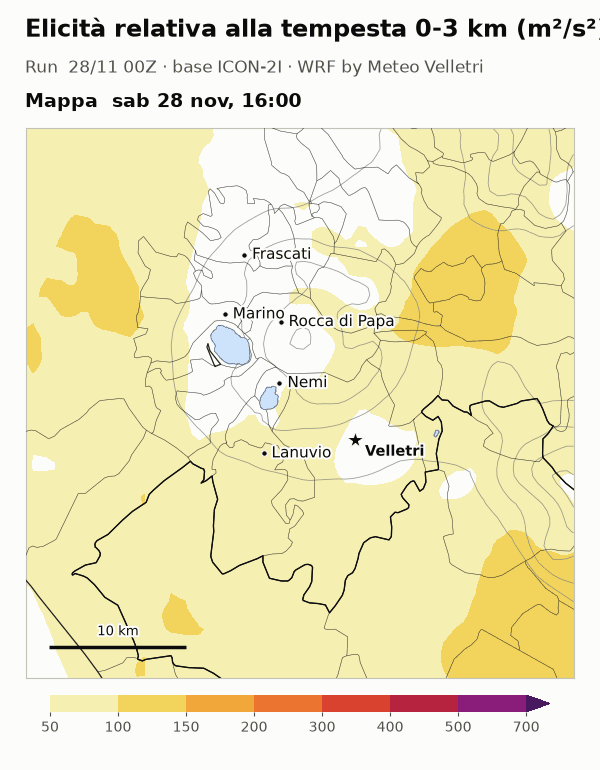 Elicità relativa alla tempesta 0-3 km (m²/s²)
Run  28/11 00Z · base ICON-2I · WRF by Meteo Velletri
Mappa  sab 28 nov, 16:00
Frascati
Marino
Rocca di Papa
Nemi
Velletri
Lanuvio
10 km
50 100 150 200 300 400 500 700